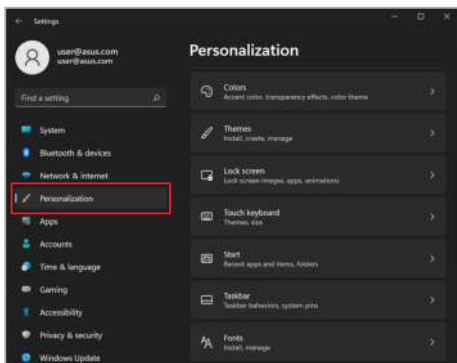 Settings
user@asus.com
user@asus.com
Find a setting
System
Bluetooth & devices
Network & internet
Personalization
Apps
Accounts
Time & language
Gaming
Accessibility
Privacy & security
Windows Update
Personalization
Colors
Accent color, transparency effects, color theme
Themes
Install, create, manage
Lock screen
Lock screen images, apps, animations
Touch keyboard
Themes, size
Start
Recent apps and items, folders
Taskbar
Taskbar behaviors, system pins
Fonts
Install, manage